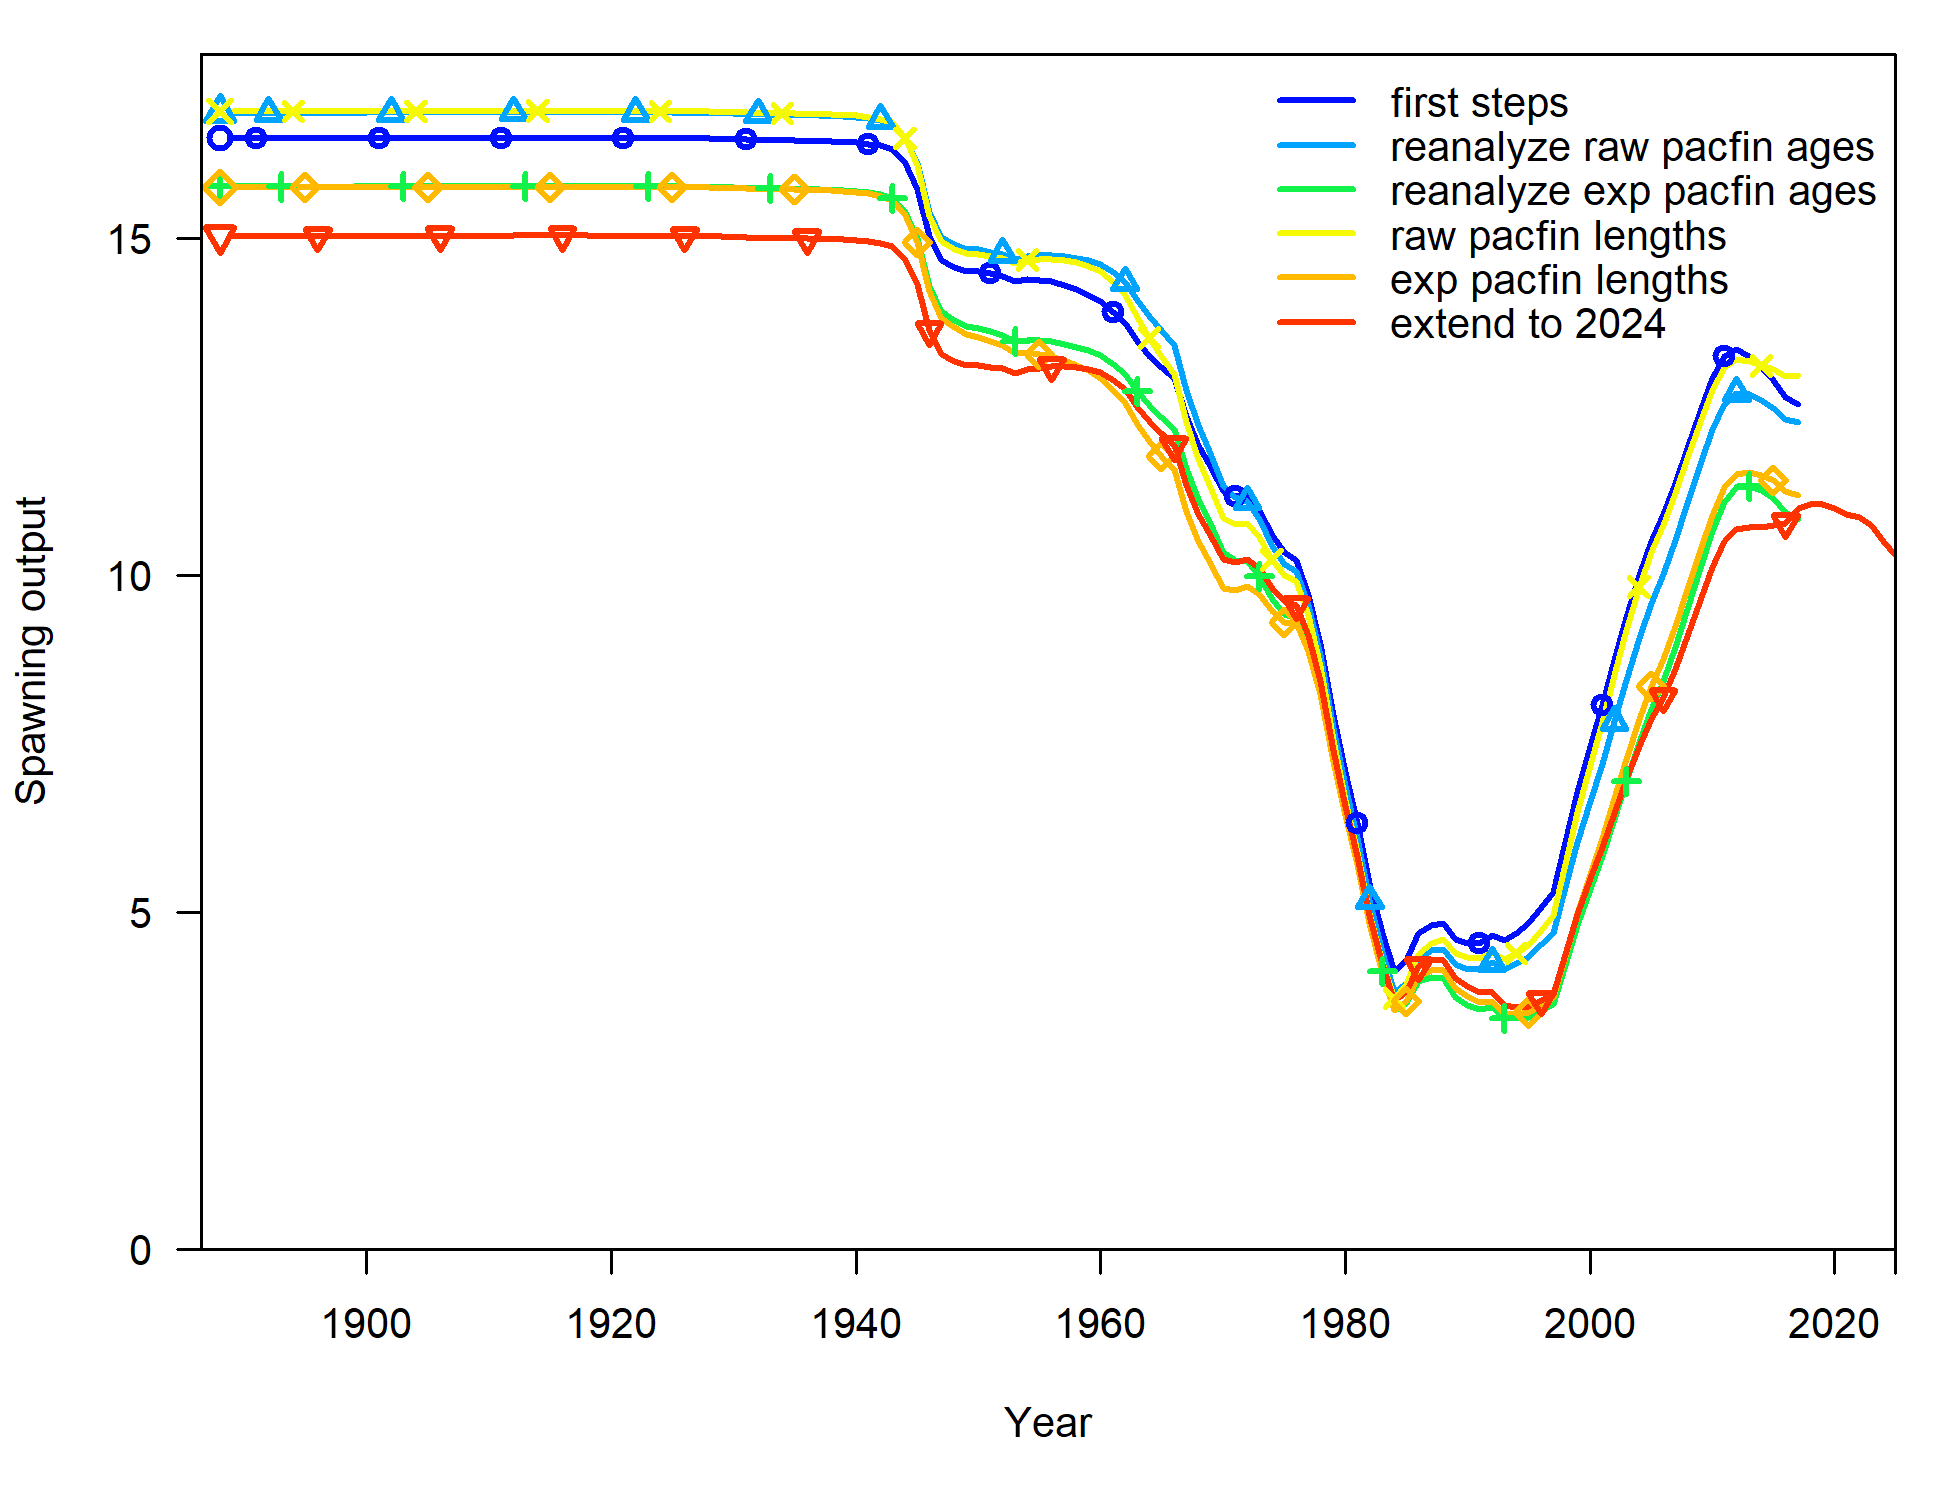 first steps
reanalyze raw pacfin ages
reanalyze exp pacfin ages
raw pacfin lengths
exp pacfin lengths
extend to 2024
15
10
5
0
Spawning output
1900 1920 1940 1960 1980 2000 2020
Year